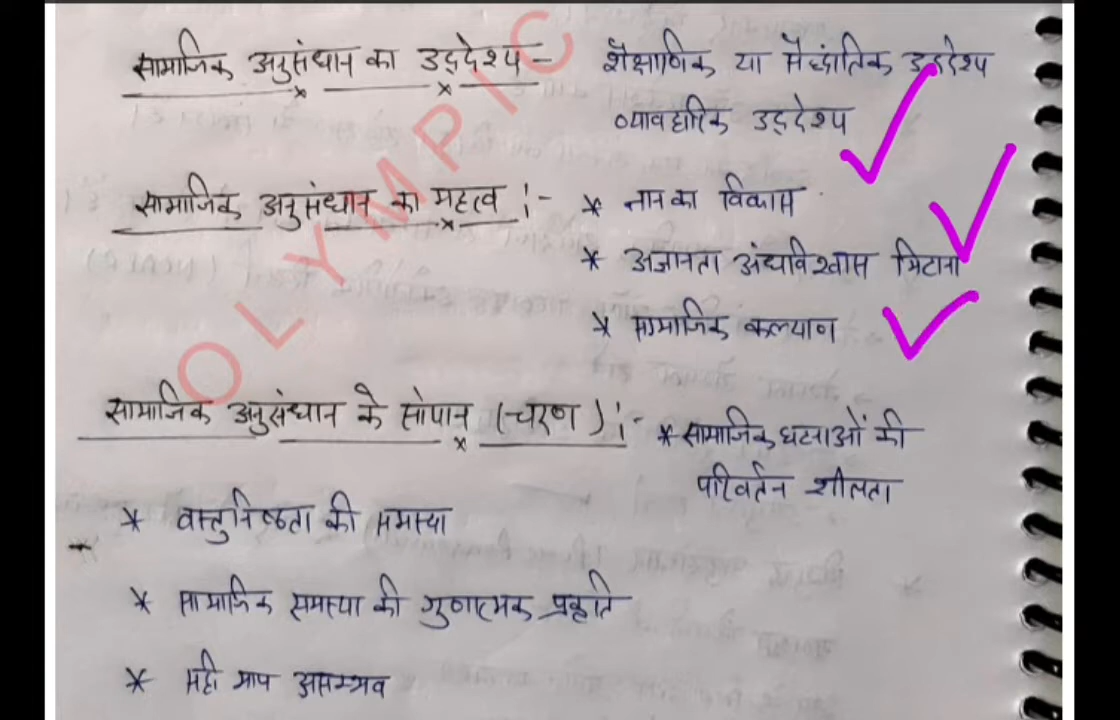 सामाजिक अनुसंधान का उद्देश्य - शैक्षाणिक या सैद्धांतिक उद्देश्य
व्यावहारिक उद्देश्य
सामाजिक अनुसंधान का महत्व :- * ज्ञान का विकास
* अज्ञानता अंधविश्वास मिटाना
* सामाजिक कल्याण
OLYMPIC
सामाजिक अनुसंधान के सोपान (चरण) :- * सामाजिक घटनाओं की
परिवर्तन शीलता
* वस्तुनिष्ठता की समस्या
* सामाजिक समस्या की गुणात्मक प्रकृति
* सही माप असम्भव